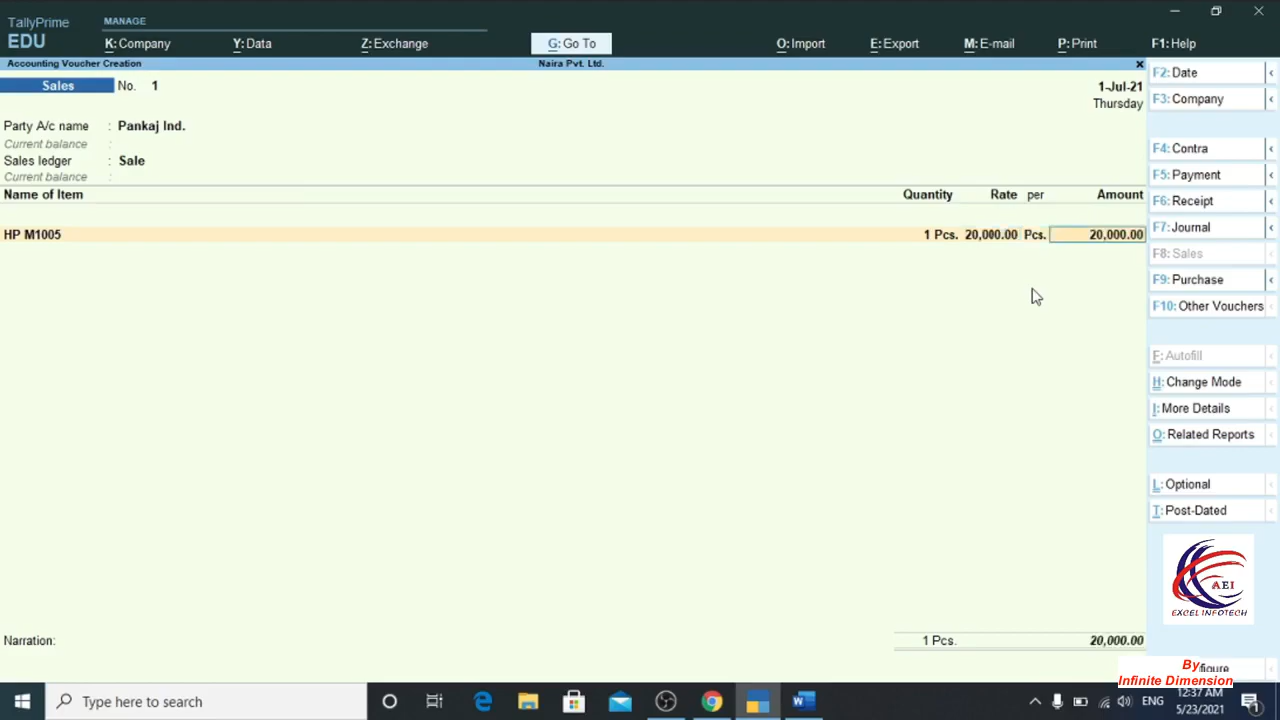 TallyPrime
EDU
MANAGE
K: Company
Y: Data
Z: Exchange
G: Go To
O: Import
E: Export
M: E-mail
P: Print
F1: Help
Accounting Voucher Creation
Naira Pvt. Ltd.
Sales No. 1
1-Jul-21
Thursday
Party A/c name : Pankaj Ind.
Current balance :
Sales ledger : Sale
Current balance :
Name of Item Quantity Rate per Amount
HP M1005 1 Pcs. 20,000.00 Pcs. 20,000.00
Narration: 1 Pcs. 20,000.00
F2: Date
F3: Company
F4: Contra
F5: Payment
F6: Receipt
F7: Journal
F8: Sales
F9: Purchase
F10: Other Vouchers
F: Autofill
H: Change Mode
I: More Details
O: Related Reports
L: Optional
T: Post-Dated
AEI
EXCEL INFOTECH
By
Infinite Dimension
Type here to search
ENG
12:37 AM
5/23/2021
1